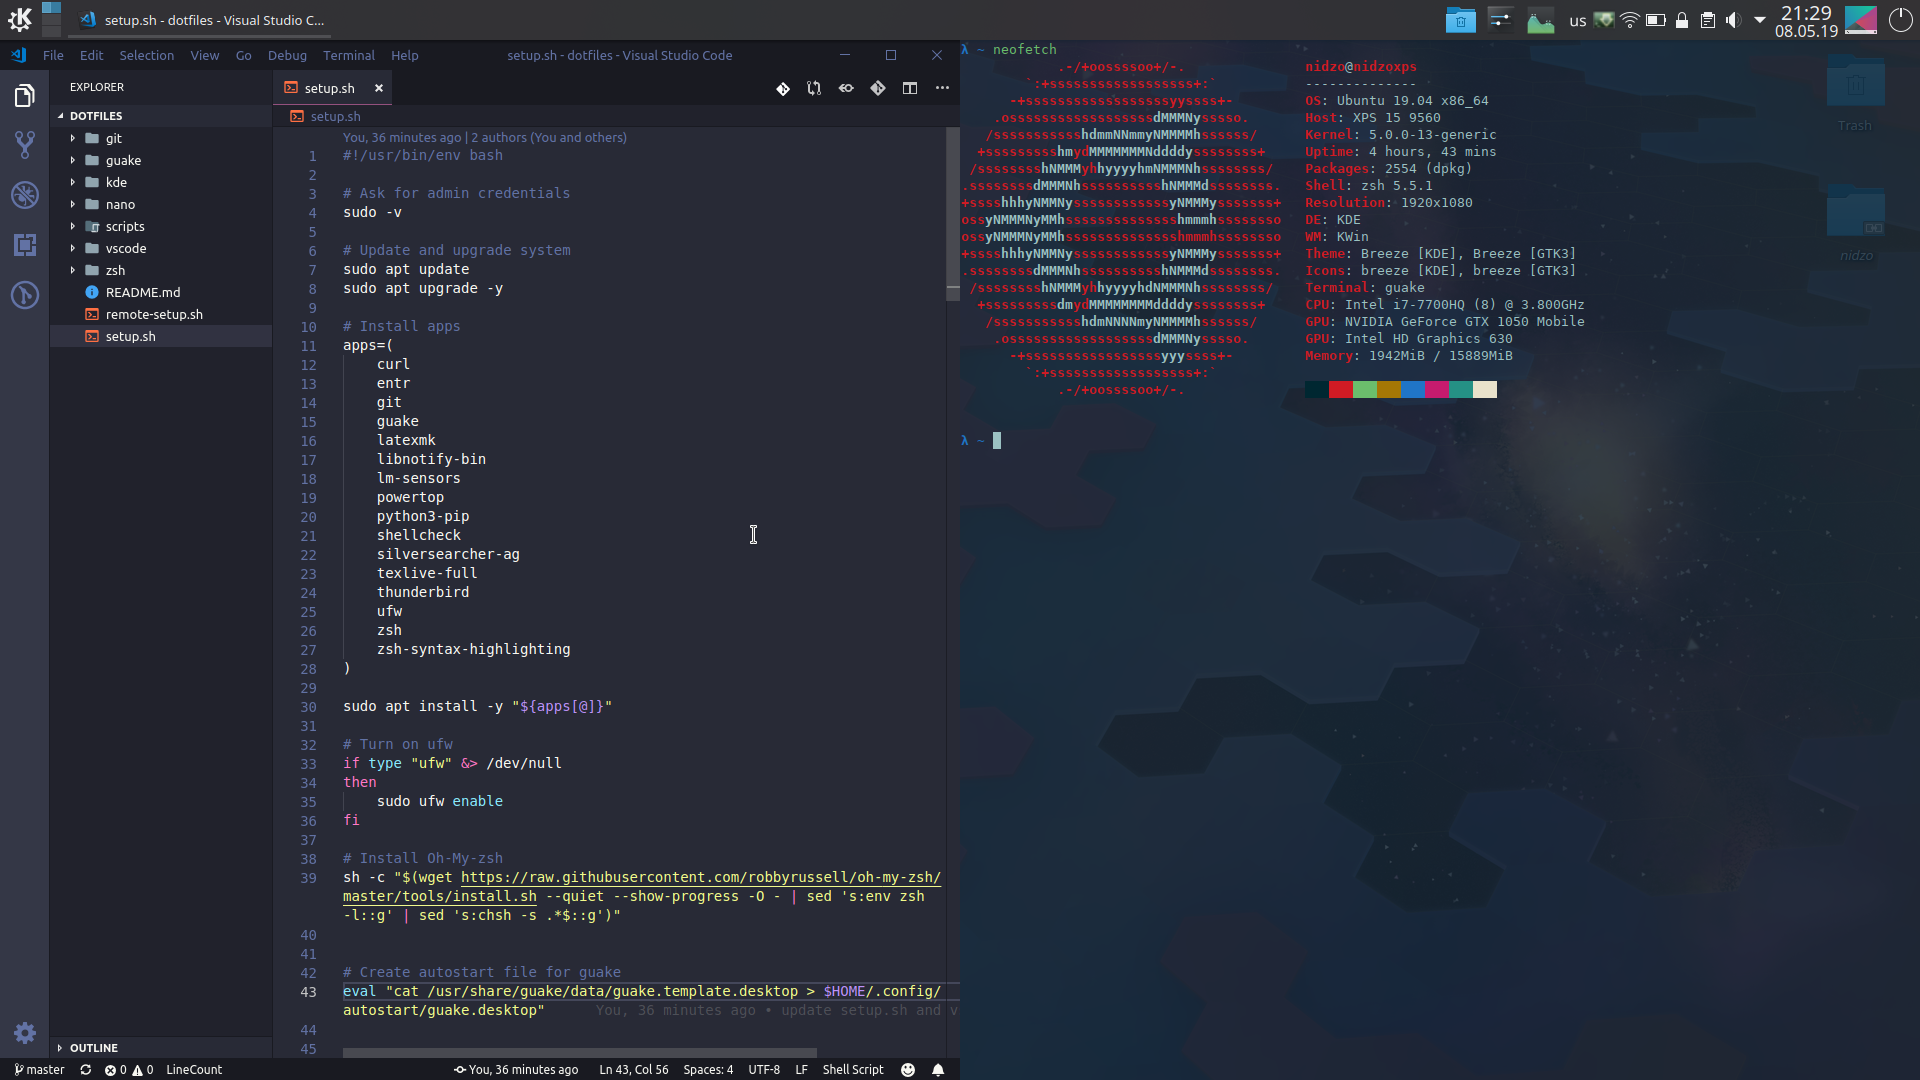 setup.sh - dotfiles - Visual Studio C...
us
21:29
08.05.19
File Edit Selection View Go Debug Terminal Help
setup.sh - dotfiles - Visual Studio Code
EXPLORER
DOTFILES
git
guake
kde
nano
scripts
vscode
zsh
README.md
remote-setup.sh
setup.sh
OUTLINE
setup.sh
setup.sh
You, 36 minutes ago | 2 authors (You and others)
1 #!/usr/bin/env bash
2
3 # Ask for admin credentials
4 sudo -v
5
6 # Update and upgrade system
7 sudo apt update
8 sudo apt upgrade -y
9
10 # Install apps
11 apps=(
12 curl
13 entr
14 git
15 guake
16 latexmk
17 libnotify-bin
18 lm-sensors
19 powertop
20 python3-pip
21 shellcheck
22 silversearcher-ag
23 texlive-full
24 thunderbird
25 ufw
26 zsh
27 zsh-syntax-highlighting
28 )
29
30 sudo apt install -y "${apps[@]}"
31
32 # Turn on ufw
33 if type "ufw" &> /dev/null
34 then
35 sudo ufw enable
36 fi
37
38 # Install Oh-My-zsh
39 sh -c "$(wget https://raw.githubusercontent.com/robbyrussell/oh-my-zsh/
master/tools/install.sh --quiet --show-progress -O - | sed 's:env zsh
-l::g' | sed 's:chsh -s .*$::g')"
40
41
42 # Create autostart file for guake
43 eval "cat /usr/share/guake/data/guake.template.desktop > $HOME/.config/
autostart/guake.desktop" You, 36 minutes ago • update setup.sh and v
44
45
master 0 0 LineCount You, 36 minutes ago Ln 43, Col 56 Spaces: 4 UTF-8 LF Shell Script
λ ~ neofetch
.-/+oossssoo+/-.
`:+ssssssssssssssssss+:`
-+ssssssssssssssssssyyssss+-
.ossssssssssssssssssdMMMNysssso.
/ssssssssssshdmmNNmmyNMMMMhssssss/
+ssssssssshmydMMMMMMMNddddyssssssss+
/sssssssshNMMMyhhyyyyhmNMMMNhssssssss/
.ssssssssdMMMNhsssssssssshNMMMdssssssss.
+sssshhhyNMMNyssssssssssssyNMMMysssssss+
ossyNMMMNyMMhsssssssssssssshmmmhssssssso
ossyNMMMNyMMhsssssssssssssshmmmhssssssso
+sssshhhyNMMNyssssssssssssyNMMMysssssss+
.ssssssssdMMMNhsssssssssshNMMMdssssssss.
/sssssssshNMMMyhhyyyyhdNMMMNhssssssss/
+sssssssssdmydMMMMMMMMddddyssssssss+
/ssssssssssshdmNNNNmyNMMMMhssssss/
.ossssssssssssssssssdMMMNysssso.
-+sssssssssssssssssyyyssss+-
`:+ssssssssssssssssss+:`
.-/+oossssoo+/-.
nidzo@nidzoxps
--------------
OS: Ubuntu 19.04 x86_64
Host: XPS 15 9560
Kernel: 5.0.0-13-generic
Uptime: 4 hours, 43 mins
Packages: 2554 (dpkg)
Shell: zsh 5.5.1
Resolution: 1920x1080
DE: KDE
WM: KWin
Theme: Breeze [KDE], Breeze [GTK3]
Icons: breeze [KDE], breeze [GTK3]
Terminal: guake
CPU: Intel i7-7700HQ (8) @ 3.800GHz
GPU: NVIDIA GeForce GTX 1050 Mobile
GPU: Intel HD Graphics 630
Memory: 1942MiB / 15889MiB
λ ~
Trash
nidzo